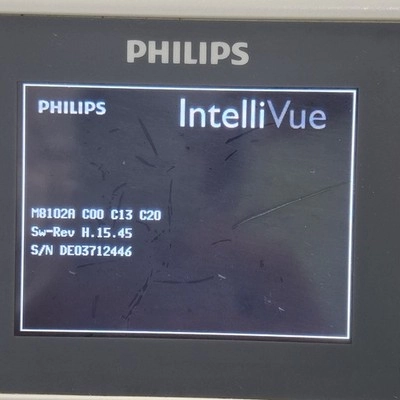 PHILIPS
PHILIPS IntelliVue
M8102A C00 C13 C20
Sw-Rev H.15.45
S/N DE03712446